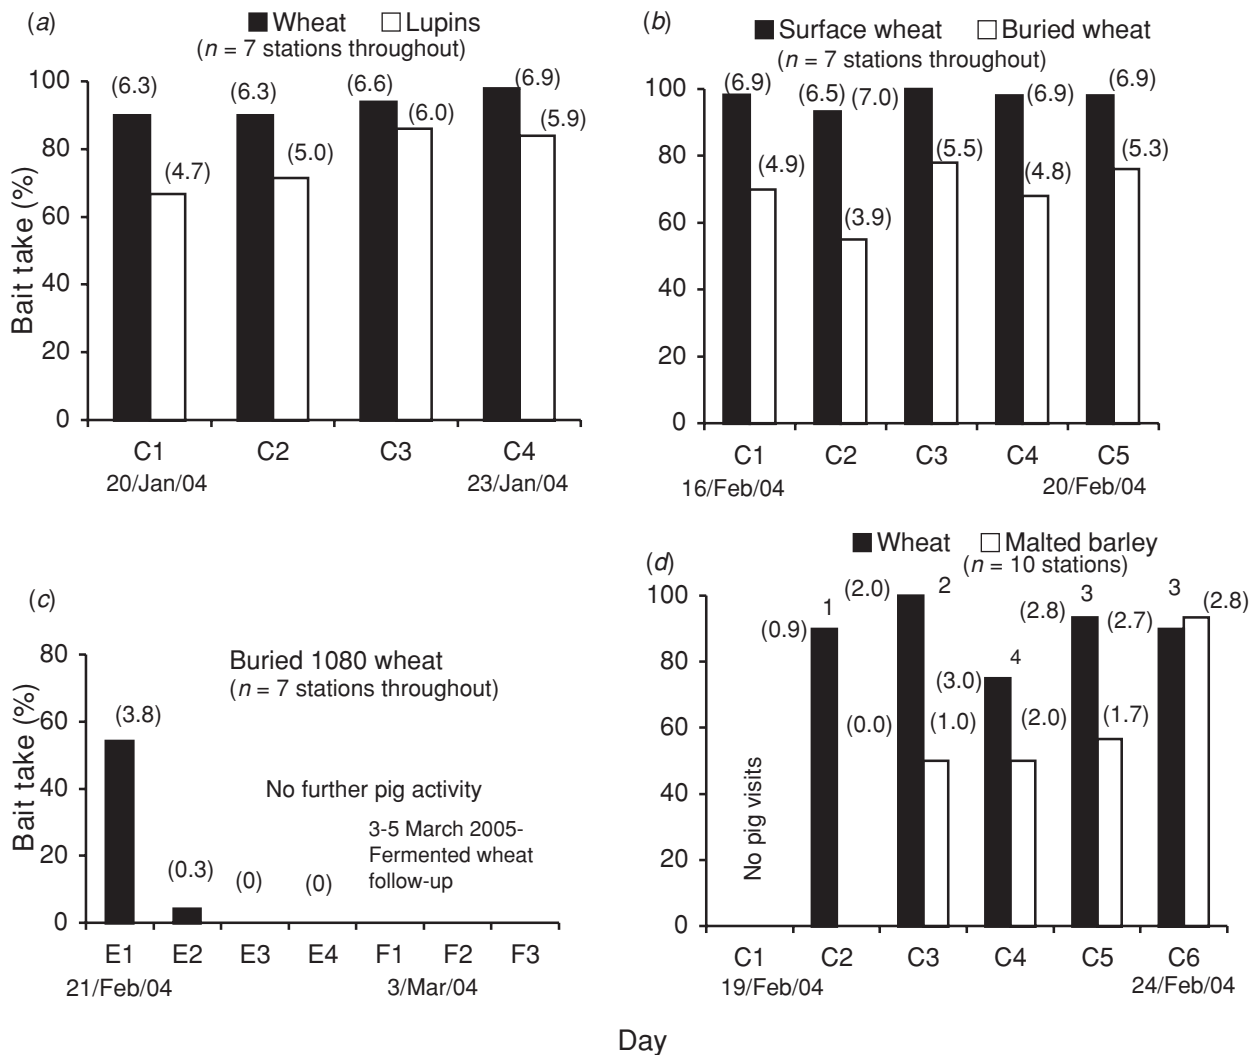 (a)
Wheat Lupins
(n = 7 stations throughout)
Bait take (%)
100
80
60
40
20
0
(6.3)
(4.7)
(6.3)
(5.0)
(6.6)
(6.0)
(6.9)
(5.9)
C1 C2 C3 C4
20/Jan/04 23/Jan/04
(b)
Surface wheat Buried wheat
(n = 7 stations throughout)
100
80
60
40
20
0
(6.9)
(4.9)
(6.5)
(3.9)
(7.0)
(5.5)
(6.9)
(4.8)
(6.9)
(5.3)
C1 C2 C3 C4 C5
16/Feb/04 20/Feb/04
(c)
Buried 1080 wheat
(n = 7 stations throughout)
Bait take (%)
80
60
40
20
0
(3.8)
(0.3)
(0)
(0)
No further pig activity
3-5 March 2005-
Fermented wheat
follow-up
E1 E2 E3 E4 F1 F2 F3
21/Feb/04 3/Mar/04
(d)
Wheat Malted barley
(n = 10 stations)
100
80
60
40
20
0
No pig visits
(0.9)
1
(0.0)
(2.0)
2
(1.0)
(3.0)
4
(2.0)
(2.8)
3
(1.7)
(2.7)
3
(2.8)
C1 C2 C3 C4 C5 C6
19/Feb/04 24/Feb/04
Day